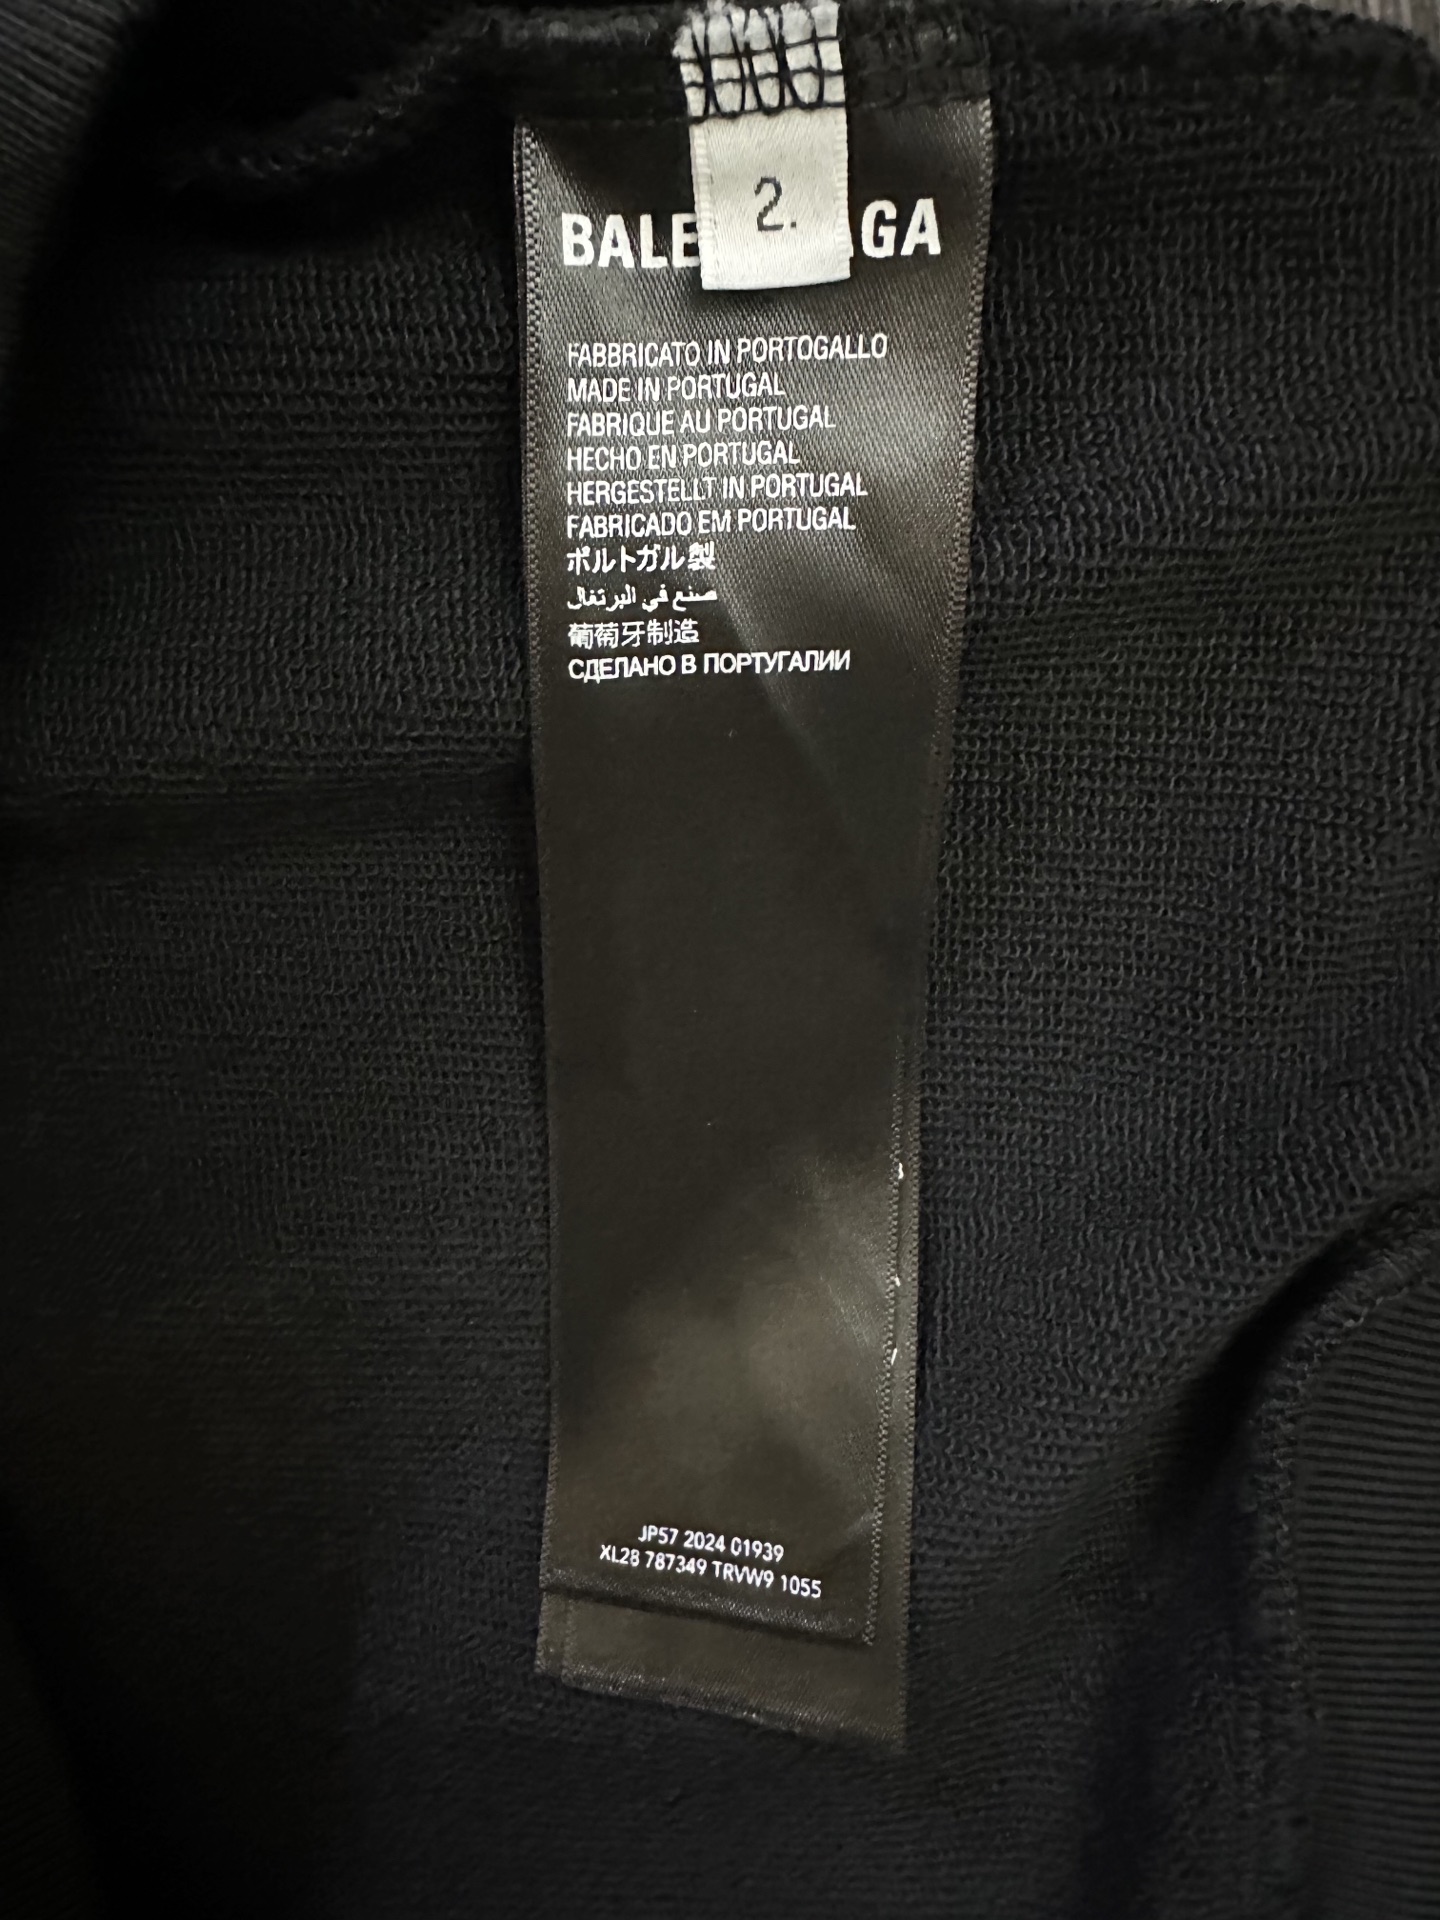 2.
BALE GA
FABBRICATO IN PORTOGALLO
MADE IN PORTUGAL
FABRIQUE AU PORTUGAL
HECHO EN PORTUGAL
HERGESTELLT IN PORTUGAL
FABRICADO EM PORTUGAL
ポルトガル製
صنع في البرتغال
葡萄牙制造
СДЕЛАНО В ПОРТУГАЛИИ
JP57 2024 01939
XL28 787349 TRVW9 1055